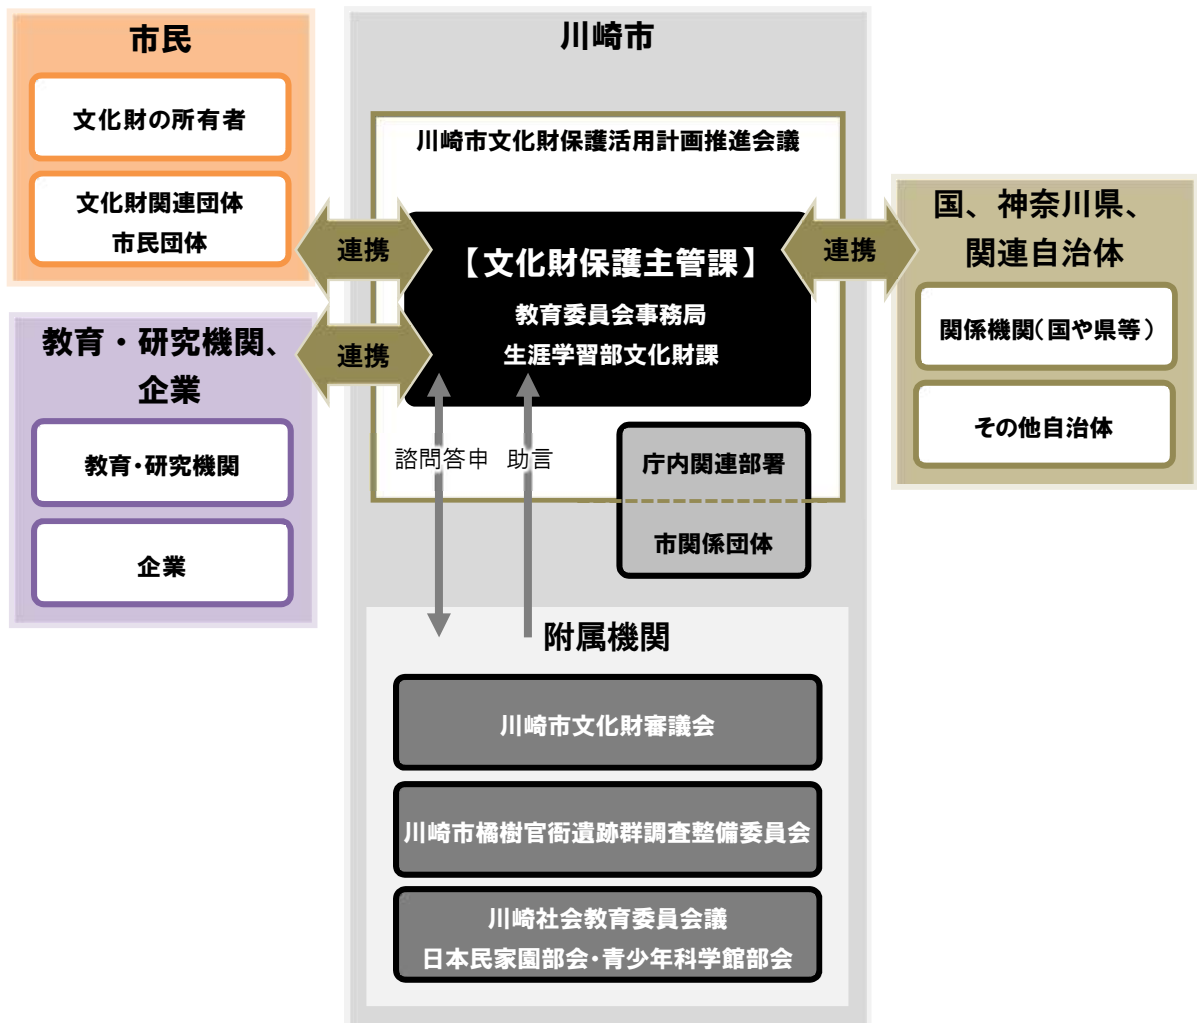 市民
文化財の所有者
文化財関連団体
市民団体
教育・研究機関、
企業
教育・研究機関
企業
川崎市
川崎市文化財保護活用計画推進会議
連携
連携
【文化財保護主管課】
教育委員会事務局
生涯学習部文化財課
連携
諮問答申
助言
庁内関連部署
市関係団体
附属機関
川崎市文化財審議会
川崎市橘樹官衙遺跡群調査整備委員会
川崎社会教育委員会議
日本民家園部会・青少年科学館部会
国、神奈川県、
関連自治体
関係機関（国や県等）
その他自治体